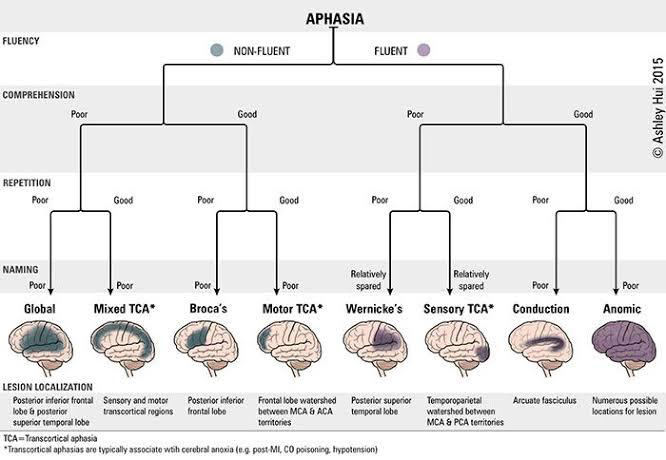 APHASIA
FLUENCY
NON-FLUENT
FLUENT
© Ashley Hui 2015
COMPREHENSION
Poor
Good
Poor
Good
REPETITION
Poor
Good
Poor
Good
Poor
Good
Poor
Good
NAMING
Poor
Poor
Poor
Poor
Relatively
spared
Relatively
spared
Poor
Poor
Global
Mixed TCA*
Broca's
Motor TCA*
Wernicke's
Sensory TCA*
Conduction
Anomic
LESION LOCALIZATION
Posterior inferior frontal
lobe & posterior
superior temporal lobe
Sensory and motor
transcortical regions
Posterior inferior
frontal lobe
Frontal lobe watershed
between MCA & ACA
territories
Posterior superior
temporal lobe
Temporoparietal
watershed between
MCA & PCA territories
Arcuate fasciculus
Numerous possible
locations for lesion
TCA=Transcortical aphasia
*Transcortical aphasias are typically associate wtih cerebral anoxia (e.g. post-MI, CO poisoning, hypotension)